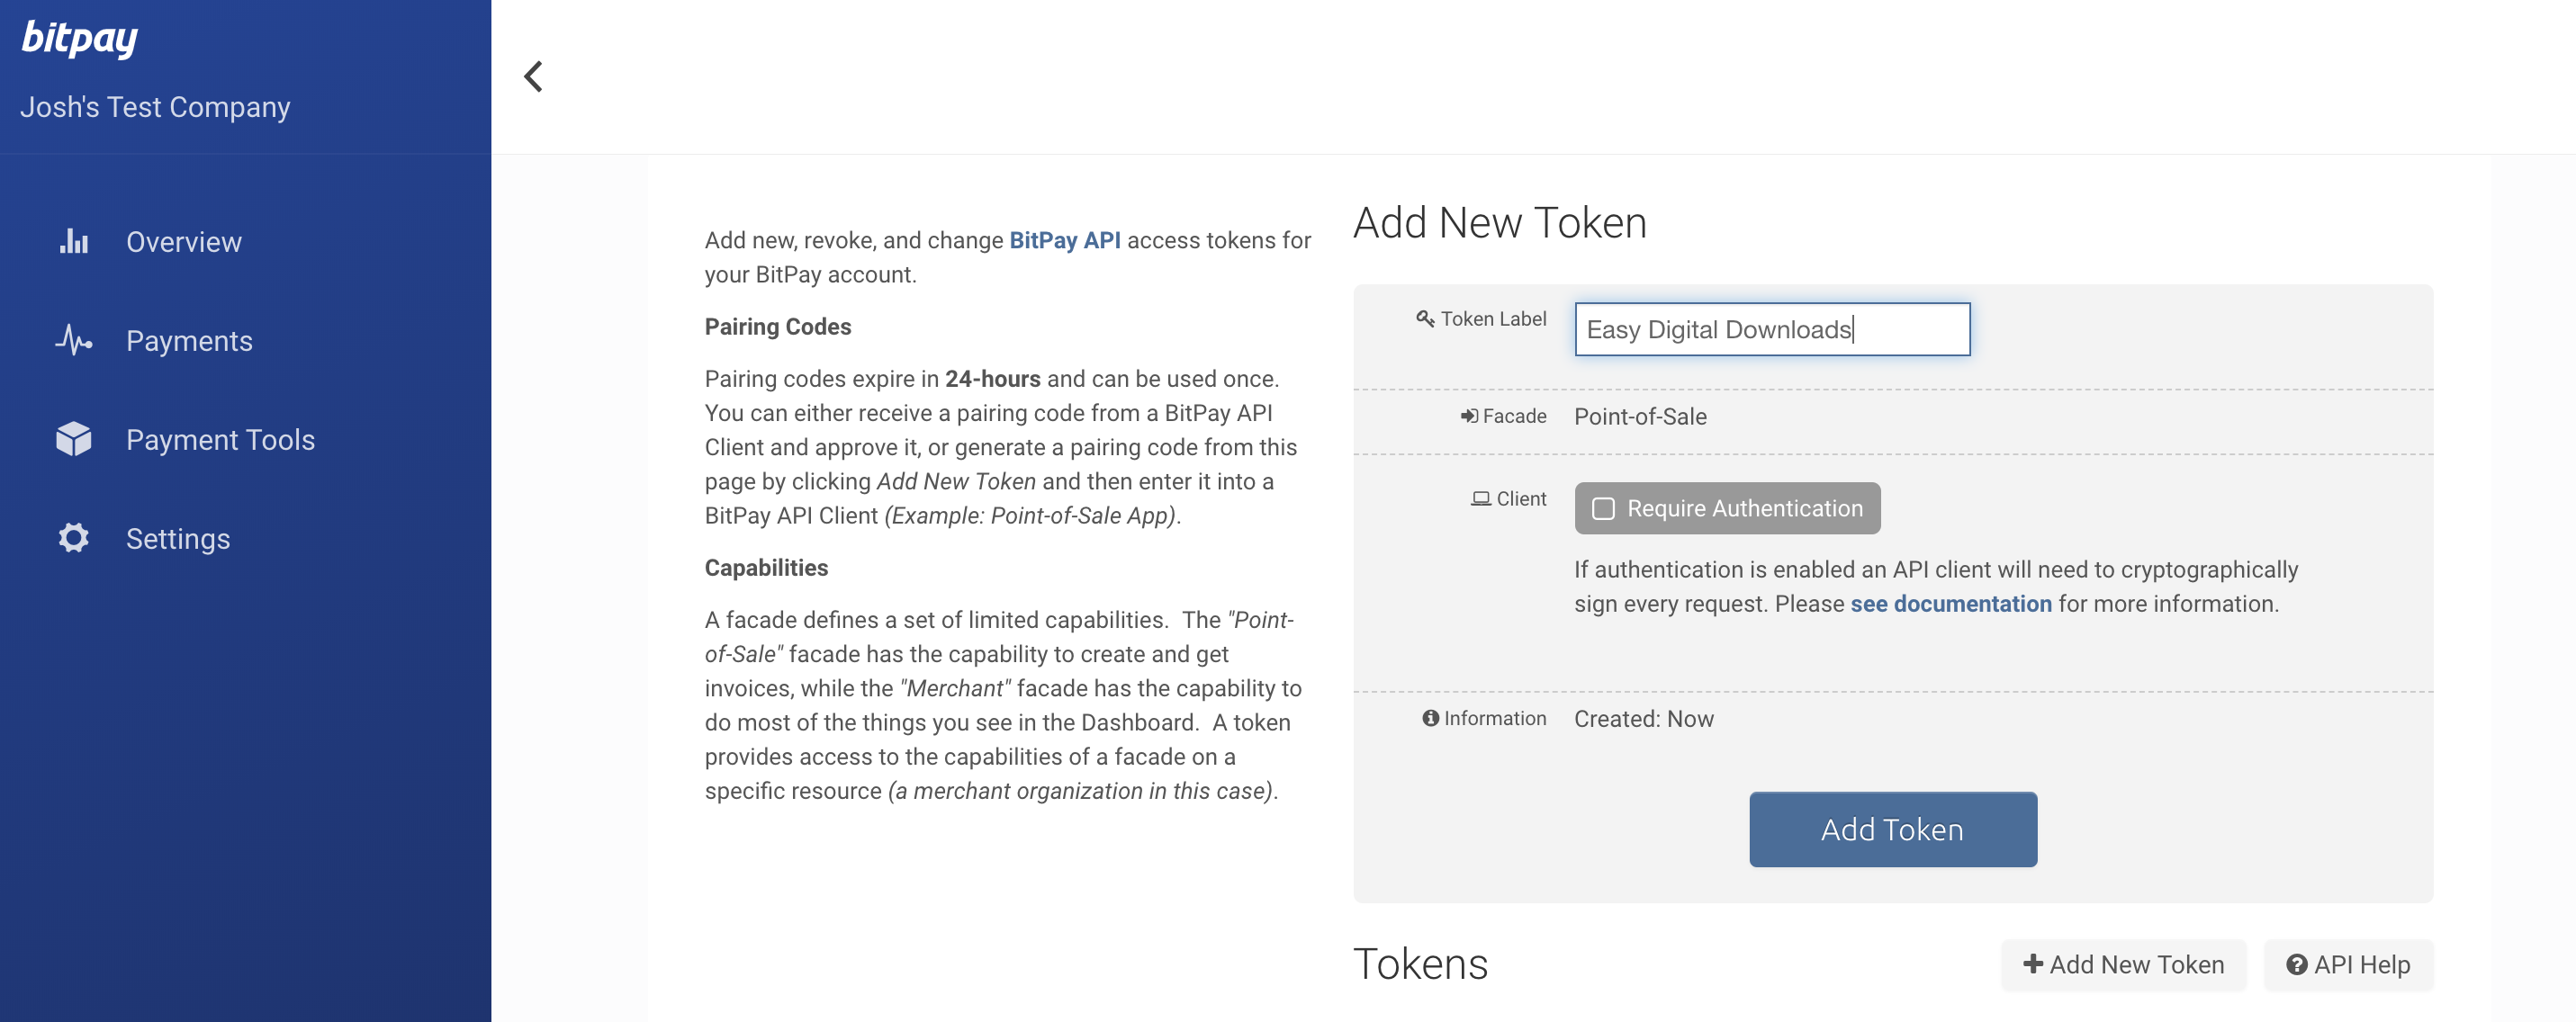 bitpay
Josh's Test Company
Overview
Payments
Payment Tools
Settings
Add new, revoke, and change BitPay API access tokens for
your BitPay account.
Pairing Codes
Pairing codes expire in 24-hours and can be used once.
You can either receive a pairing code from a BitPay API
Client and approve it, or generate a pairing code from this
page by clicking Add New Token and then enter it into a
BitPay API Client (Example: Point-of-Sale App).
Capabilities
A facade defines a set of limited capabilities.  The "Point-
of-Sale" facade has the capability to create and get
invoices, while the "Merchant" facade has the capability to
do most of the things you see in the Dashboard.  A token
provides access to the capabilities of a facade on a
specific resource (a merchant organization in this case).
Add New Token
Token Label
Easy Digital Downloads
Facade
Point-of-Sale
Client
Require Authentication
If authentication is enabled an API client will need to cryptographically
sign every request. Please see documentation for more information.
Information
Created: Now
Add Token
Tokens
Add New Token
API Help